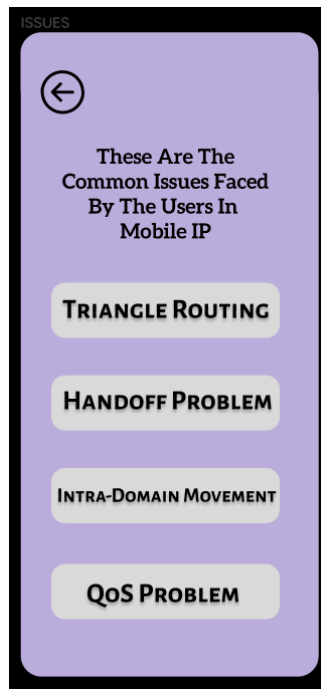 ISSUES
These Are The
Common Issues Faced
By The Users In
Mobile IP
Triangle Routing
Handoff Problem
Intra-Domain Movement
QoS Problem